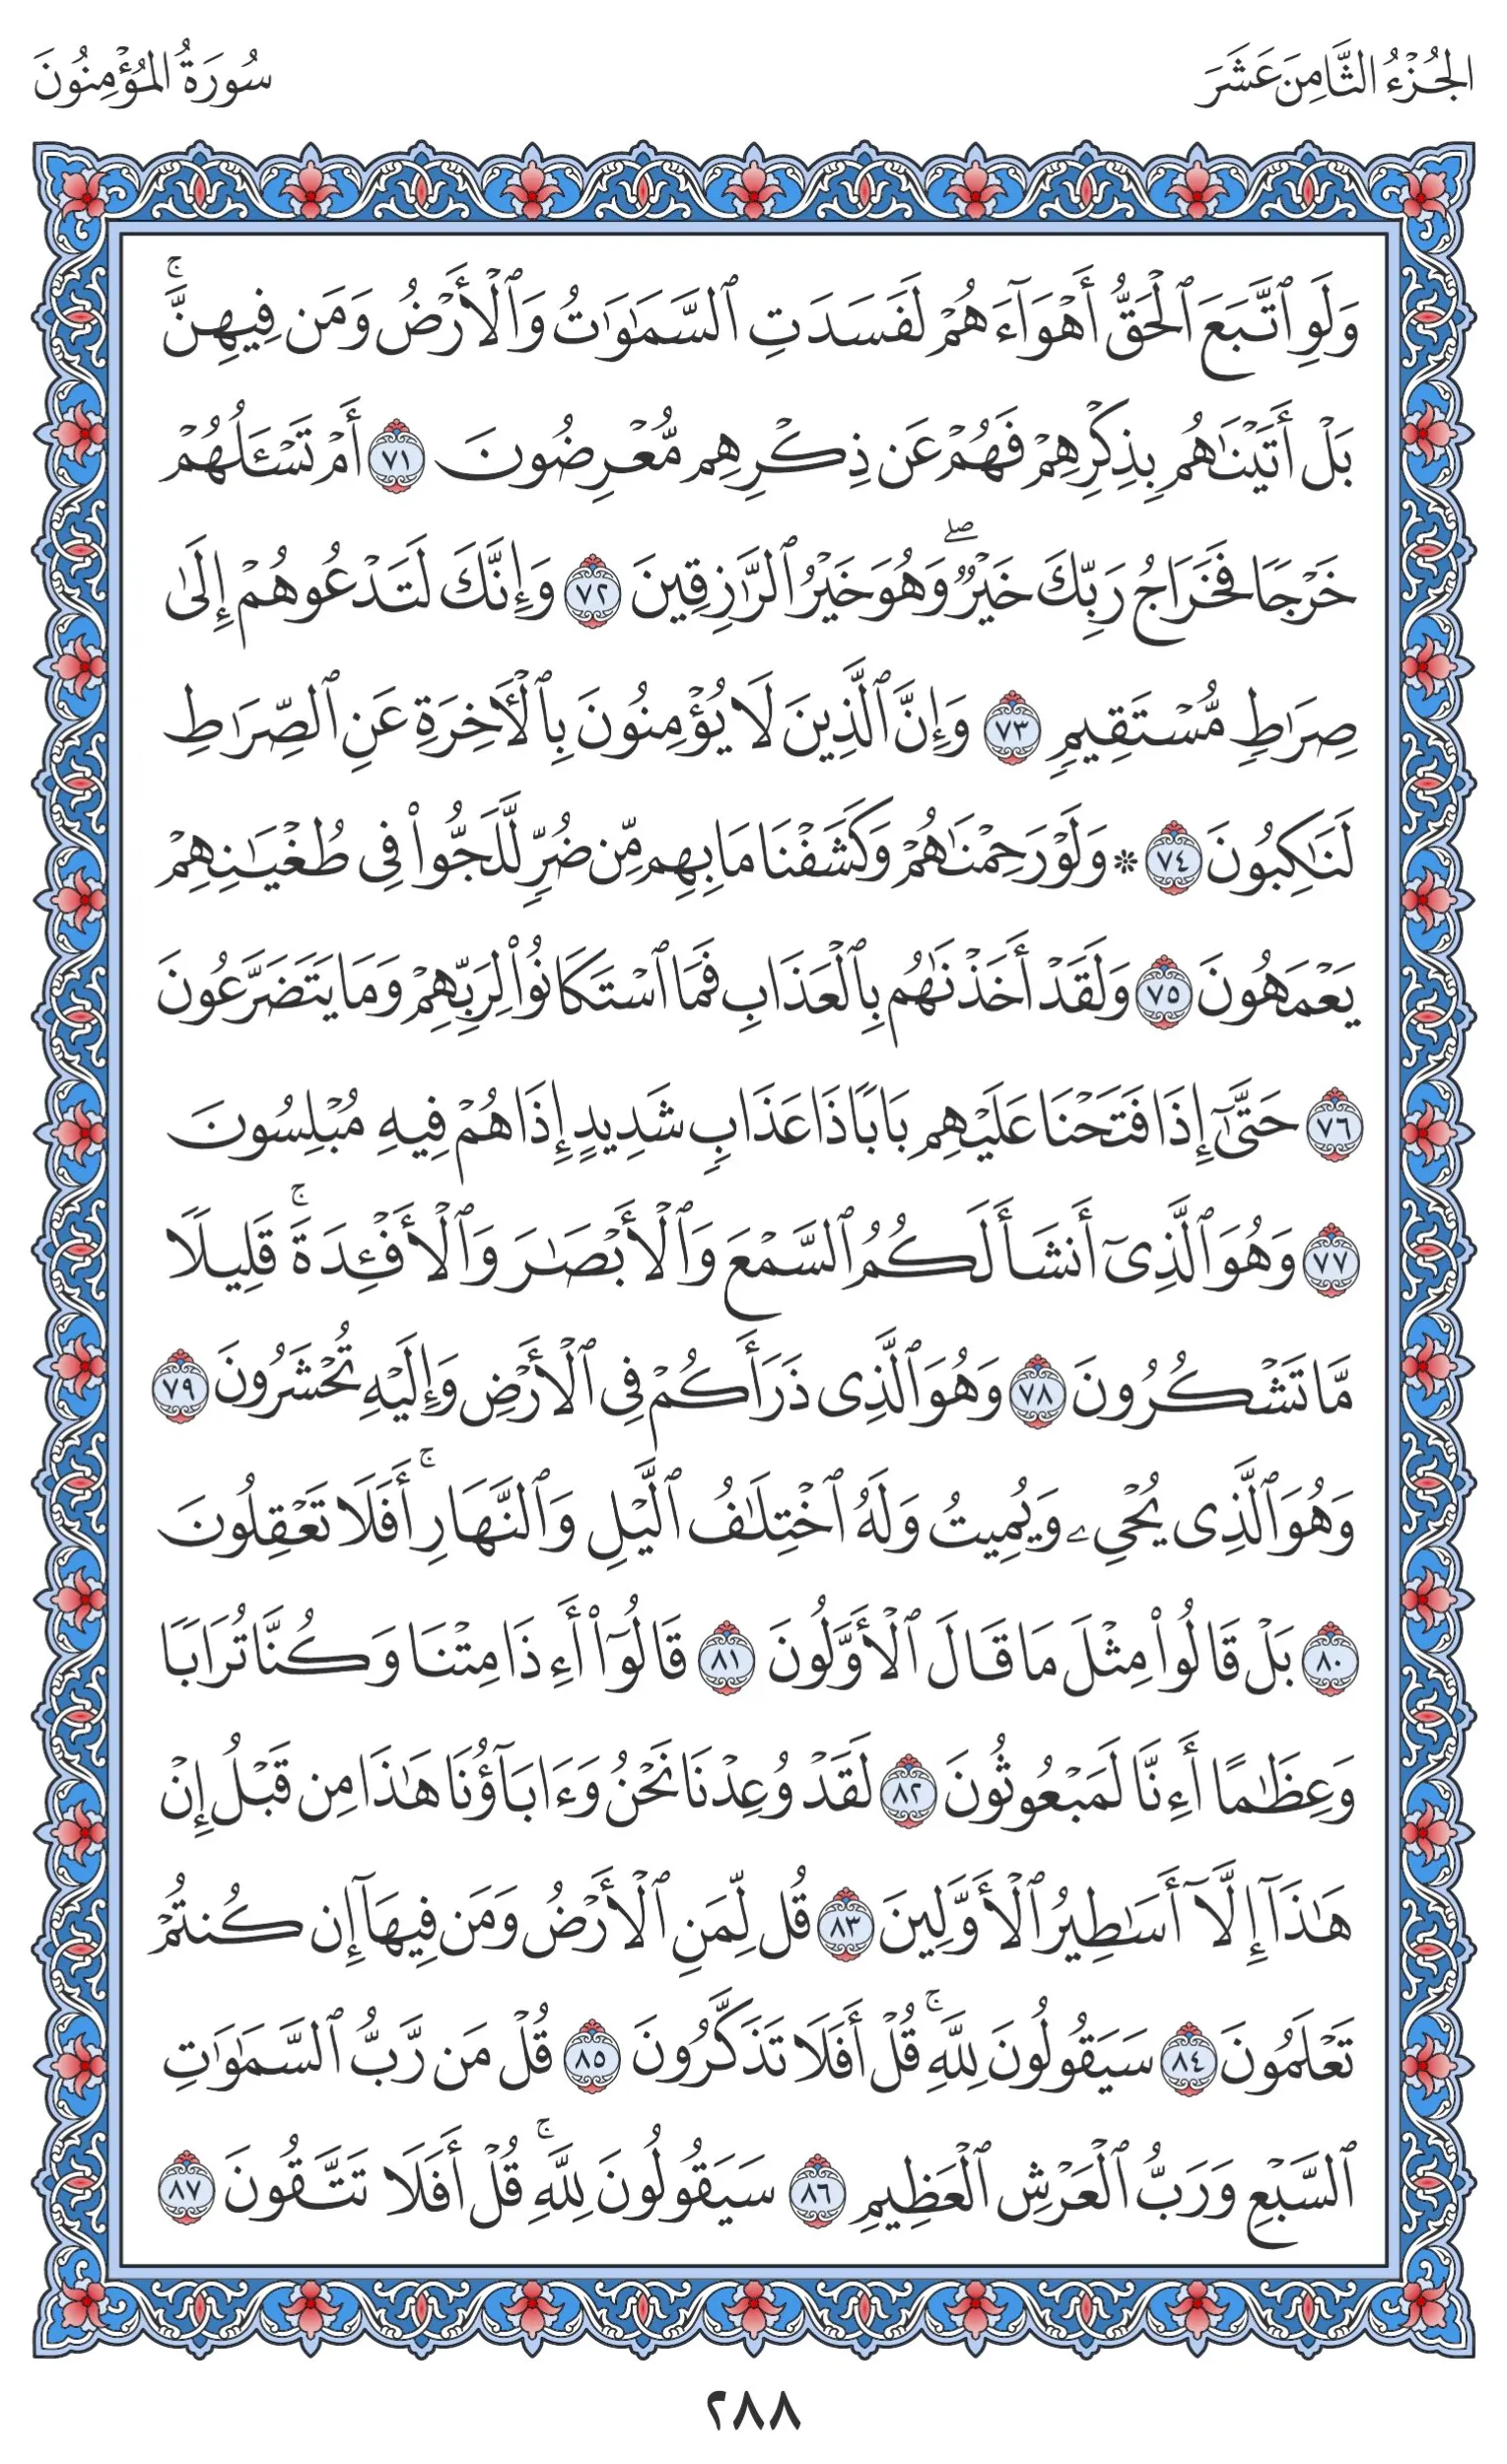 الجُزْءُ الثَّامِنَ عَشَرَ
سُورَةُ المُؤْمِنُونَ
وَلَوِ ٱتَّبَعَ ٱلْحَقُّ أَهْوَآءَهُمْ لَفَسَدَتِ ٱلسَّمَٰوَٰتُ وَٱلْأَرْضُ وَمَن فِيهِنَّۚ
بَلْ أَتَيْنَٰهُم بِذِكْرِهِمْ فَهُمْ عَن ذِكْرِهِم مُّعْرِضُونَ ٧١ أَمْ تَسْـَٔلُهُمْ
خَرْجًا فَخَرَاجُ رَبِّكَ خَيْرٌۖ وَهُوَ خَيْرُ ٱلرَّٰزِقِينَ ٧٢ وَإِنَّكَ لَتَدْعُوهُمْ إِلَىٰ
صِرَٰطٍ مُّسْتَقِيمٍ ٧٣ وَإِنَّ ٱلَّذِينَ لَا يُؤْمِنُونَ بِٱلْأٓخِرَةِ عَنِ ٱلصِّرَٰطِ
لَنَٰكِبُونَ ٧٤ * وَلَوْ رَحِمْنَٰهُمْ وَكَشَفْنَا مَا بِهِم مِّن ضُرٍّ لَّلَجُّوا۟ فِى طُغْيَٰنِهِمْ
يَعْمَهُونَ ٧٥ وَلَقَدْ أَخَذْنَٰهُم بِٱلْعَذَابِ فَمَا ٱسْتَكَانُوا۟ لِرَبِّهِمْ وَمَا يَتَضَرَّعُونَ
٧٦ حَتَّىٰٓ إِذَا فَتَحْنَا عَلَيْهِم بَابًا ذَا عَذَابٍ شَدِيدٍ إِذَا هُمْ فِيهِ مُبْلِسُونَ
٧٧ وَهُوَ ٱلَّذِىٓ أَنشَأَ لَكُمُ ٱلسَّمْعَ وَٱلْأَبْصَٰرَ وَٱلْأَفْـِٔدَةَۚ قَلِيلًا
مَّا تَشْكُرُونَ ٧٨ وَهُوَ ٱلَّذِى ذَرَأَكُمْ فِى ٱلْأَرْضِ وَإِلَيْهِ تُحْشَرُونَ ٧٩
وَهُوَ ٱلَّذِى يُحْىِۦ وَيُمِيتُ وَلَهُ ٱخْتِلَٰفُ ٱلَّيْلِ وَٱلنَّهَارِۚ أَفَلَا تَعْقِلُونَ
٨٠ بَلْ قَالُوا۟ مِثْلَ مَا قَالَ ٱلْأَوَّلُونَ ٨١ قَالُوٓا۟ أَءِذَا مِتْنَا وَكُنَّا تُرَابًا
وَعِظَٰمًا أَءِنَّا لَمَبْعُوثُونَ ٨٢ لَقَدْ وُعِدْنَا نَحْنُ وَءَابَآؤُنَا هَٰذَا مِن قَبْلُ إِنْ
هَٰذَآ إِلَّآ أَسَٰطِيرُ ٱلْأَوَّلِينَ ٨٣ قُل لِّمَنِ ٱلْأَرْضُ وَمَن فِيهَآ إِن كُنتُمْ
تَعْلَمُونَ ٨٤ سَيَقُولُونَ لِلَّهِۚ قُلْ أَفَلَا تَذَكَّرُونَ ٨٥ قُلْ مَن رَّبُّ ٱلسَّمَٰوَٰتِ
ٱلسَّبْعِ وَرَبُّ ٱلْعَرْشِ ٱلْعَظِيمِ ٨٦ سَيَقُولُونَ لِلَّهِۚ قُلْ أَفَلَا تَتَّقُونَ ٨٧
٢٨٨